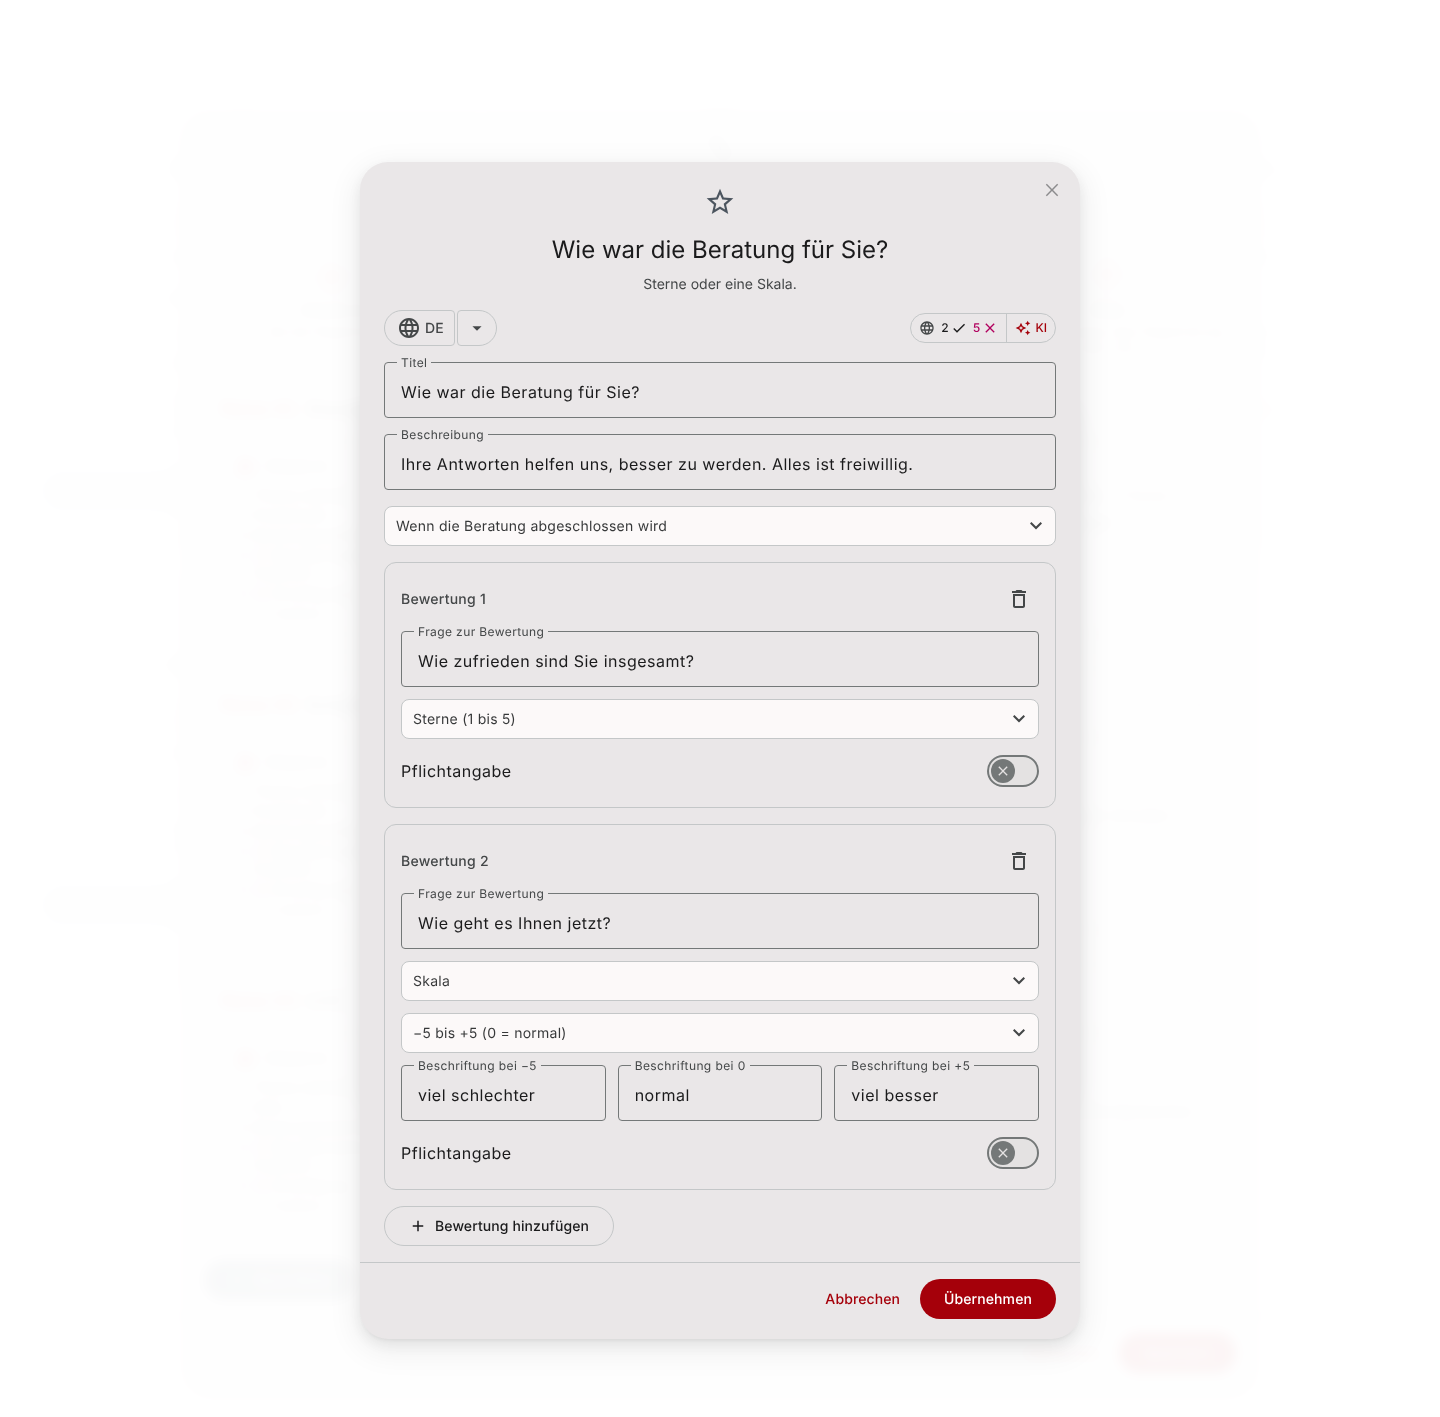 Wie war die Beratung für Sie?
Sterne oder eine Skala.
DE
2 5 KI
Titel
Wie war die Beratung für Sie?
Beschreibung
Ihre Antworten helfen uns, besser zu werden. Alles ist freiwillig.
Wenn die Beratung abgeschlossen wird
Bewertung 1
Frage zur Bewertung
Wie zufrieden sind Sie insgesamt?
Sterne (1 bis 5)
Pflichtangabe
Bewertung 2
Frage zur Bewertung
Wie geht es Ihnen jetzt?
Skala
−5 bis +5 (0 = normal)
Beschriftung bei −5 Beschriftung bei 0 Beschriftung bei +5
viel schlechter normal viel besser
Pflichtangabe
Bewertung hinzufügen
Abbrechen Übernehmen